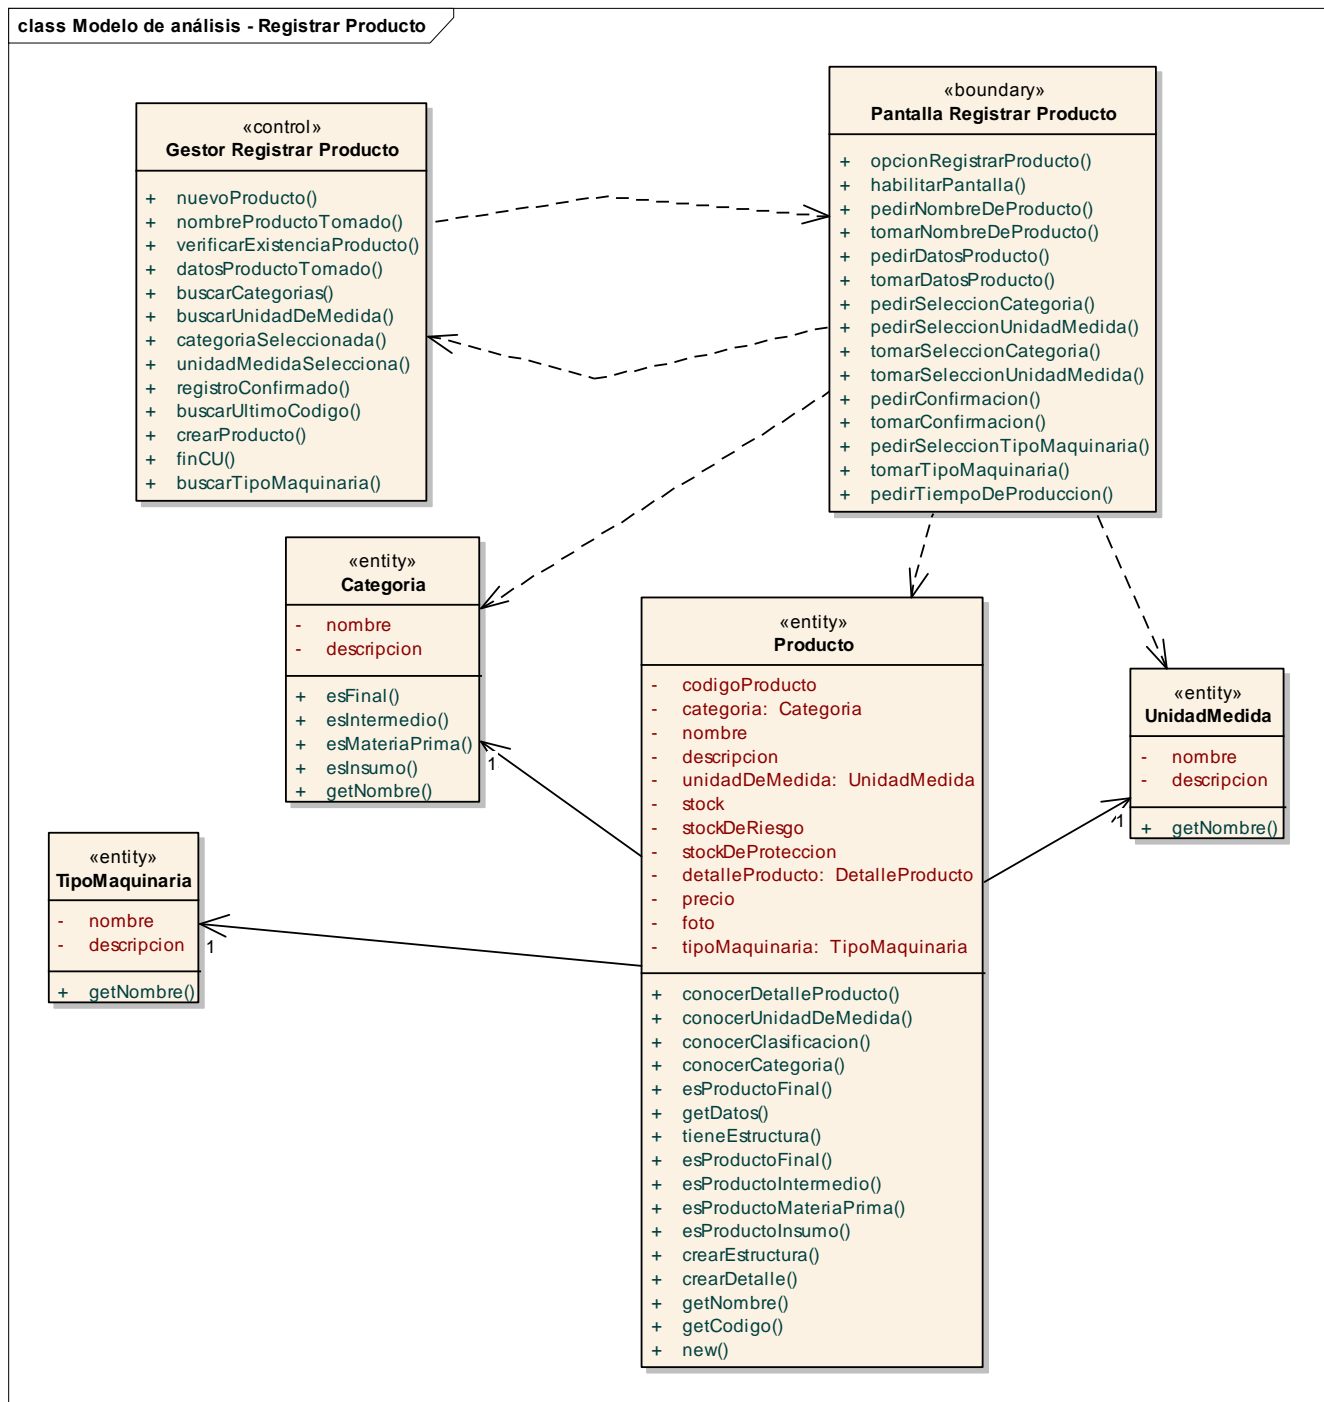 class Modelo de análisis - Registrar Producto
«control»
Gestor Registrar Producto
+ nuevoProducto()
+ nombreProductoTomado()
+ verificarExistenciaProducto()
+ datosProductoTomado()
+ buscarCategorias()
+ buscarUnidadDeMedida()
+ categoriaSeleccionada()
+ unidadMedidaSelecciona()
+ registroConfirmado()
+ buscarUltimoCodigo()
+ crearProducto()
+ finCU()
+ buscarTipoMaquinaria()
«boundary»
Pantalla Registrar Producto
+ opcionRegistrarProducto()
+ habilitarPantalla()
+ pedirNombreDeProducto()
+ tomarNombreDeProducto()
+ pedirDatosProducto()
+ tomarDatosProducto()
+ pedirSeleccionCategoria()
+ pedirSeleccionUnidadMedida()
+ tomarSeleccionCategoria()
+ tomarSeleccionUnidadMedida()
+ pedirConfirmacion()
+ tomarConfirmacion()
+ pedirSeleccionTipoMaquinaria()
+ tomarTipoMaquinaria()
+ pedirTiempoDeProduccion()
«entity»
Categoria
- nombre
- descripcion
+ esFinal()
+ esIntermedio()
+ esMateriaPrima()
+ esInsumo()
+ getNombre()
1
«entity»
Producto
- codigoProducto
- categoria: Categoria
- nombre
- descripcion
- unidadDeMedida: UnidadMedida
- stock
- stockDeRiesgo
- stockDeProteccion
- detalleProducto: DetalleProducto
- precio
- foto
- tipoMaquinaria: TipoMaquinaria
+ conocerDetalleProducto()
+ conocerUnidadDeMedida()
+ conocerClasificacion()
+ conocerCategoria()
+ esProductoFinal()
+ getDatos()
+ tieneEstructura()
+ esProductoFinal()
+ esProductoIntermedio()
+ esProductoMateriaPrima()
+ esProductoInsumo()
+ crearEstructura()
+ crearDetalle()
+ getNombre()
+ getCodigo()
+ new()
«entity»
UnidadMedida
- nombre
- descripcion
+ getNombre()
1
«entity»
TipoMaquinaria
- nombre
- descripcion
+ getNombre()
1